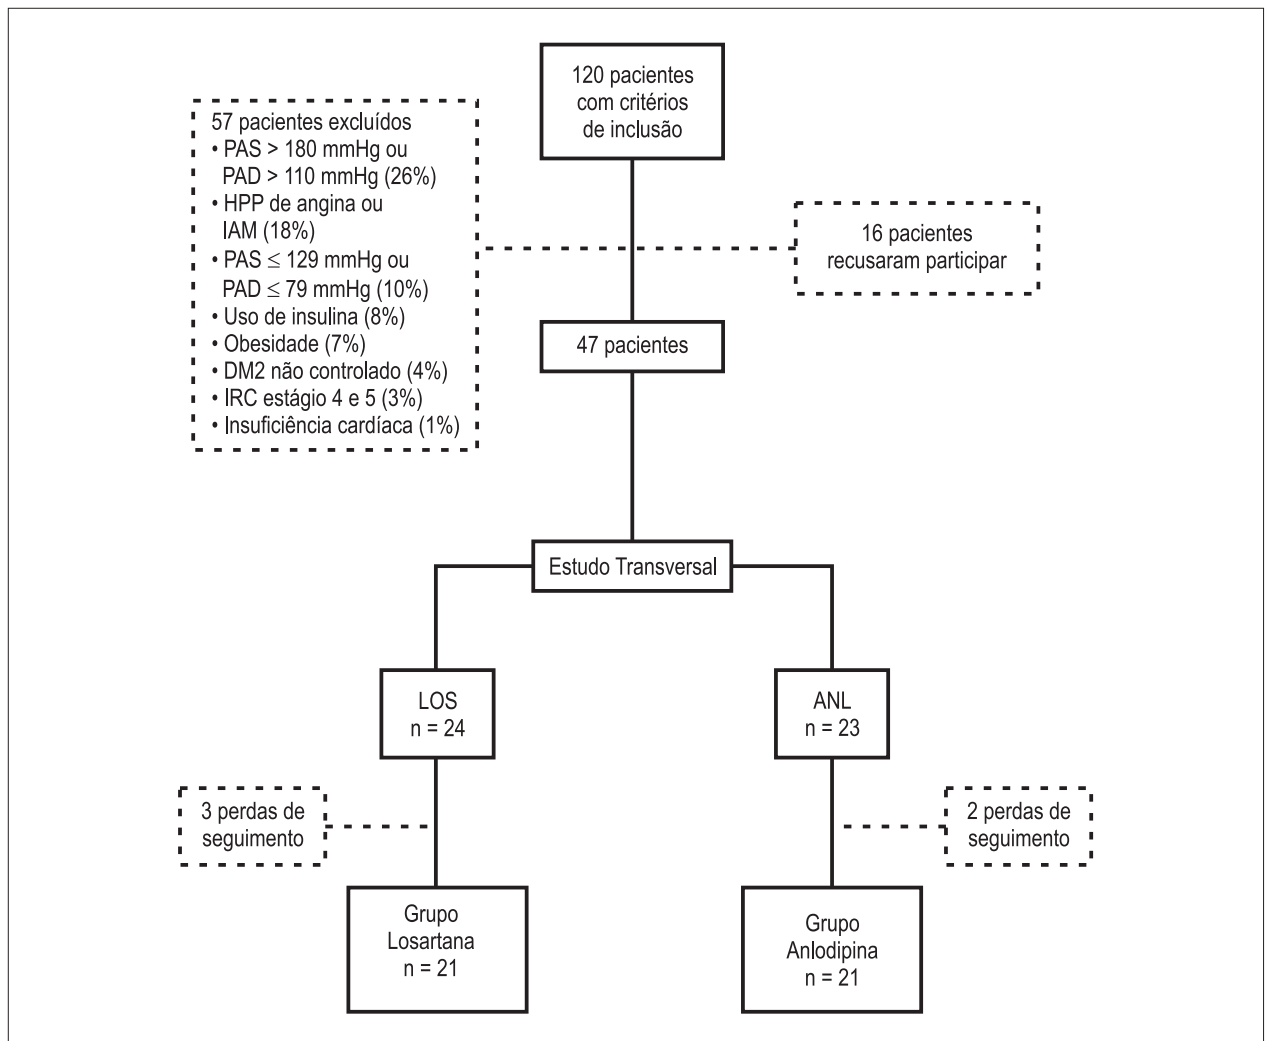 120 pacientes
com critérios
de inclusão
57 pacientes excluídos
• PAS > 180 mmHg ou
PAD > 110 mmHg (26%)
• HPP de angina ou
IAM (18%)
• PAS ≤ 129 mmHg ou
PAD ≤ 79 mmHg (10%)
• Uso de insulina (8%)
• Obesidade (7%)
• DM2 não controlado (4%)
• IRC estágio 4 e 5 (3%)
• Insuficiência cardíaca (1%)
16 pacientes
recusaram participar
47 pacientes
Estudo Transversal
LOS
n = 24
ANL
n = 23
3 perdas de
seguimento
2 perdas de
seguimento
Grupo
Losartana
n = 21
Grupo
Anlodipina
n = 21